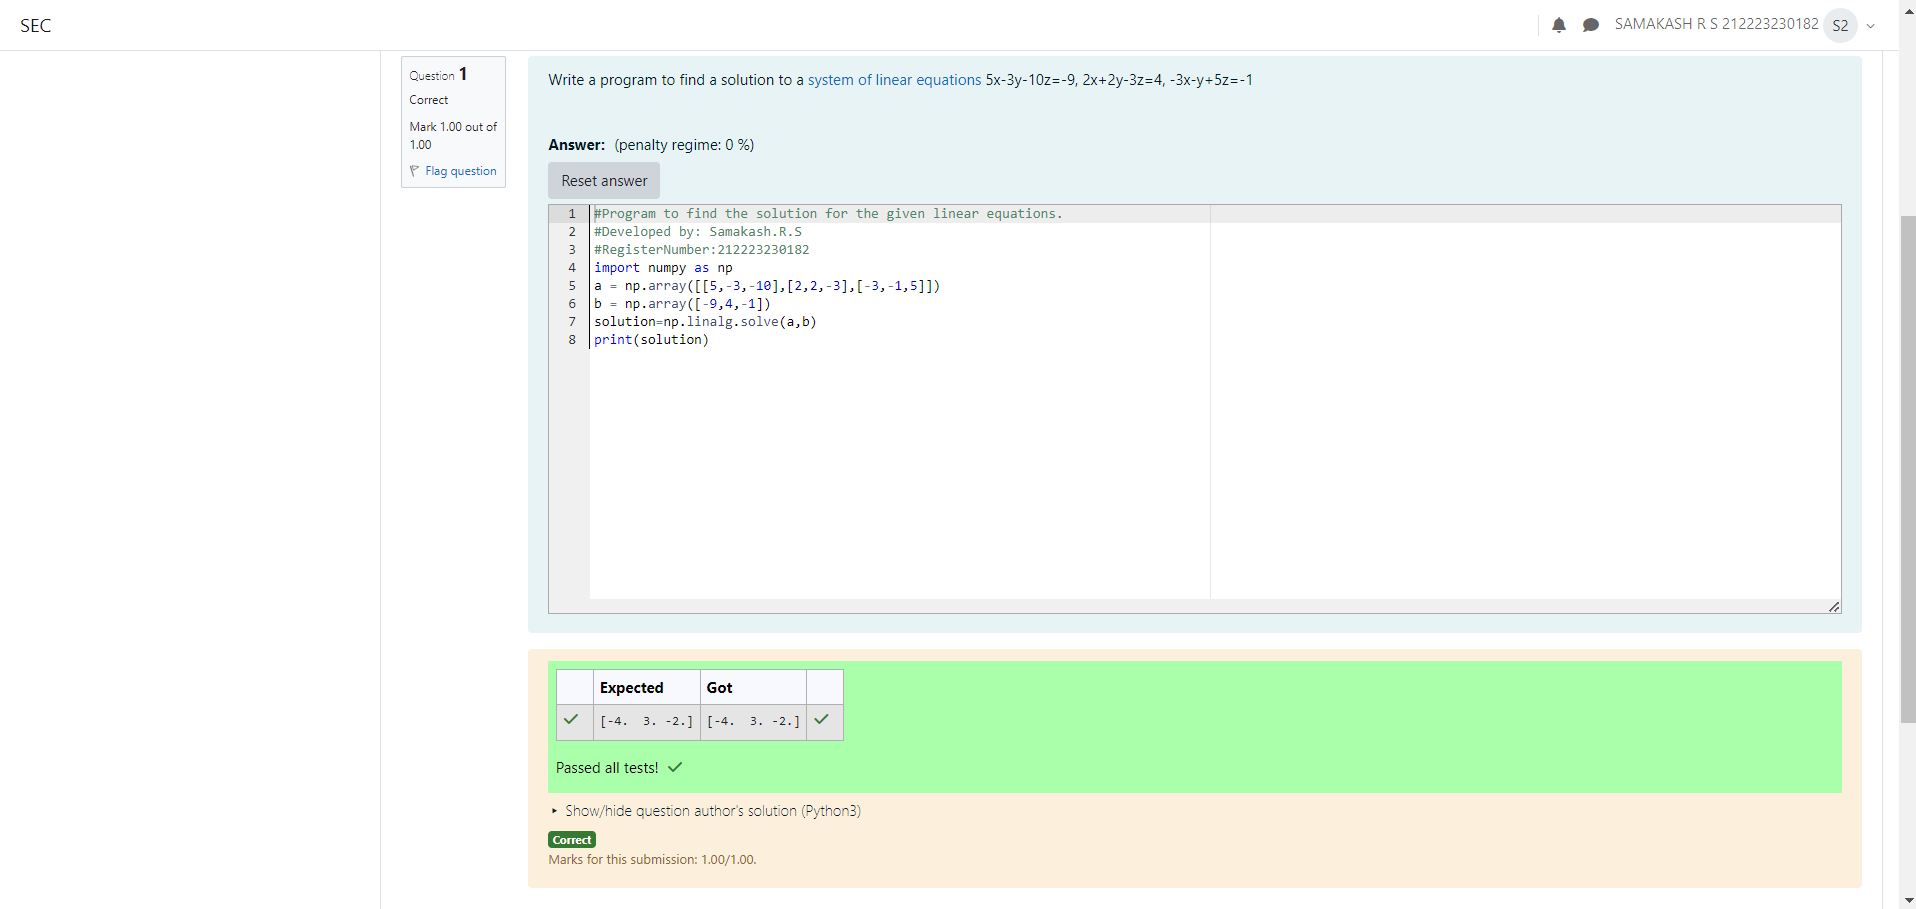 SEC
SAMAKASH R S 212223230182
S2
Question 1
Correct
Mark 1.00 out of
1.00
Flag question
Write a program to find a solution to a system of linear equations 5x-3y-10z=-9, 2x+2y-3z=4, -3x-y+5z=-1
Answer: (penalty regime: 0 %)
Reset answer
1 #Program to find the solution for the given linear equations.
2 #Developed by: Samakash.R.S
3 #RegisterNumber:212223230182
4 import numpy as np
5 a = np.array([[5,-3,-10],[2,2,-3],[-3,-1,5]])
6 b = np.array([-9,4,-1])
7 solution=np.linalg.solve(a,b)
8 print(solution)
Expected Got
[-4.  3. -2.] [-4.  3. -2.]
Passed all tests!
Show/hide question author's solution (Python3)
Correct
Marks for this submission: 1.00/1.00.